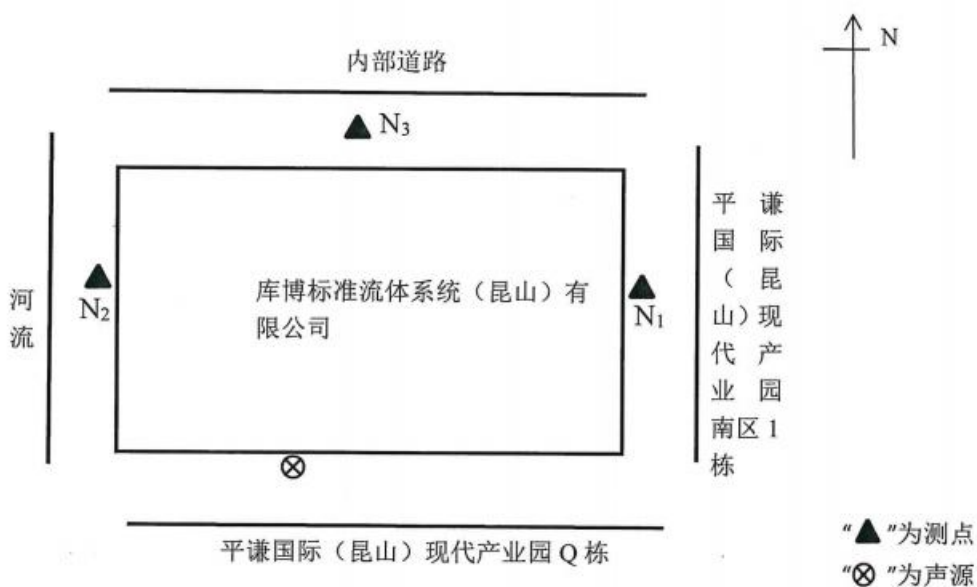 内部道路
N
N₃
平谦
国际
（昆
山）现
代产
业园
南区 1
栋
河
流
N₂
库博标准流体系统（昆山）有
限公司
N₁
平谦国际（昆山）现代产业园 Q 栋
“▲”为测点
“⊗”为声源